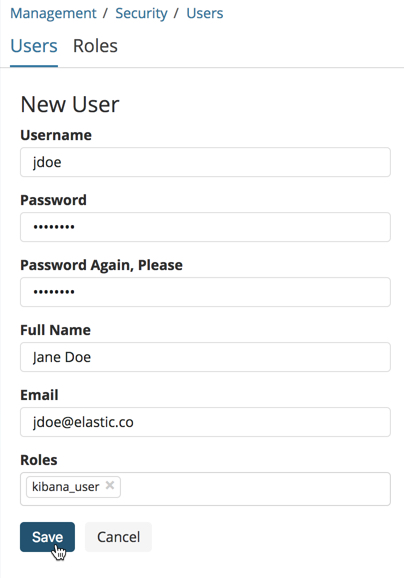 Management / Security / Users
Users Roles
New User
Username
jdoe
Password
••••••••
Password Again, Please
••••••••
Full Name
Jane Doe
Email
jdoe@elastic.co
Roles
kibana_user ×
Save Cancel